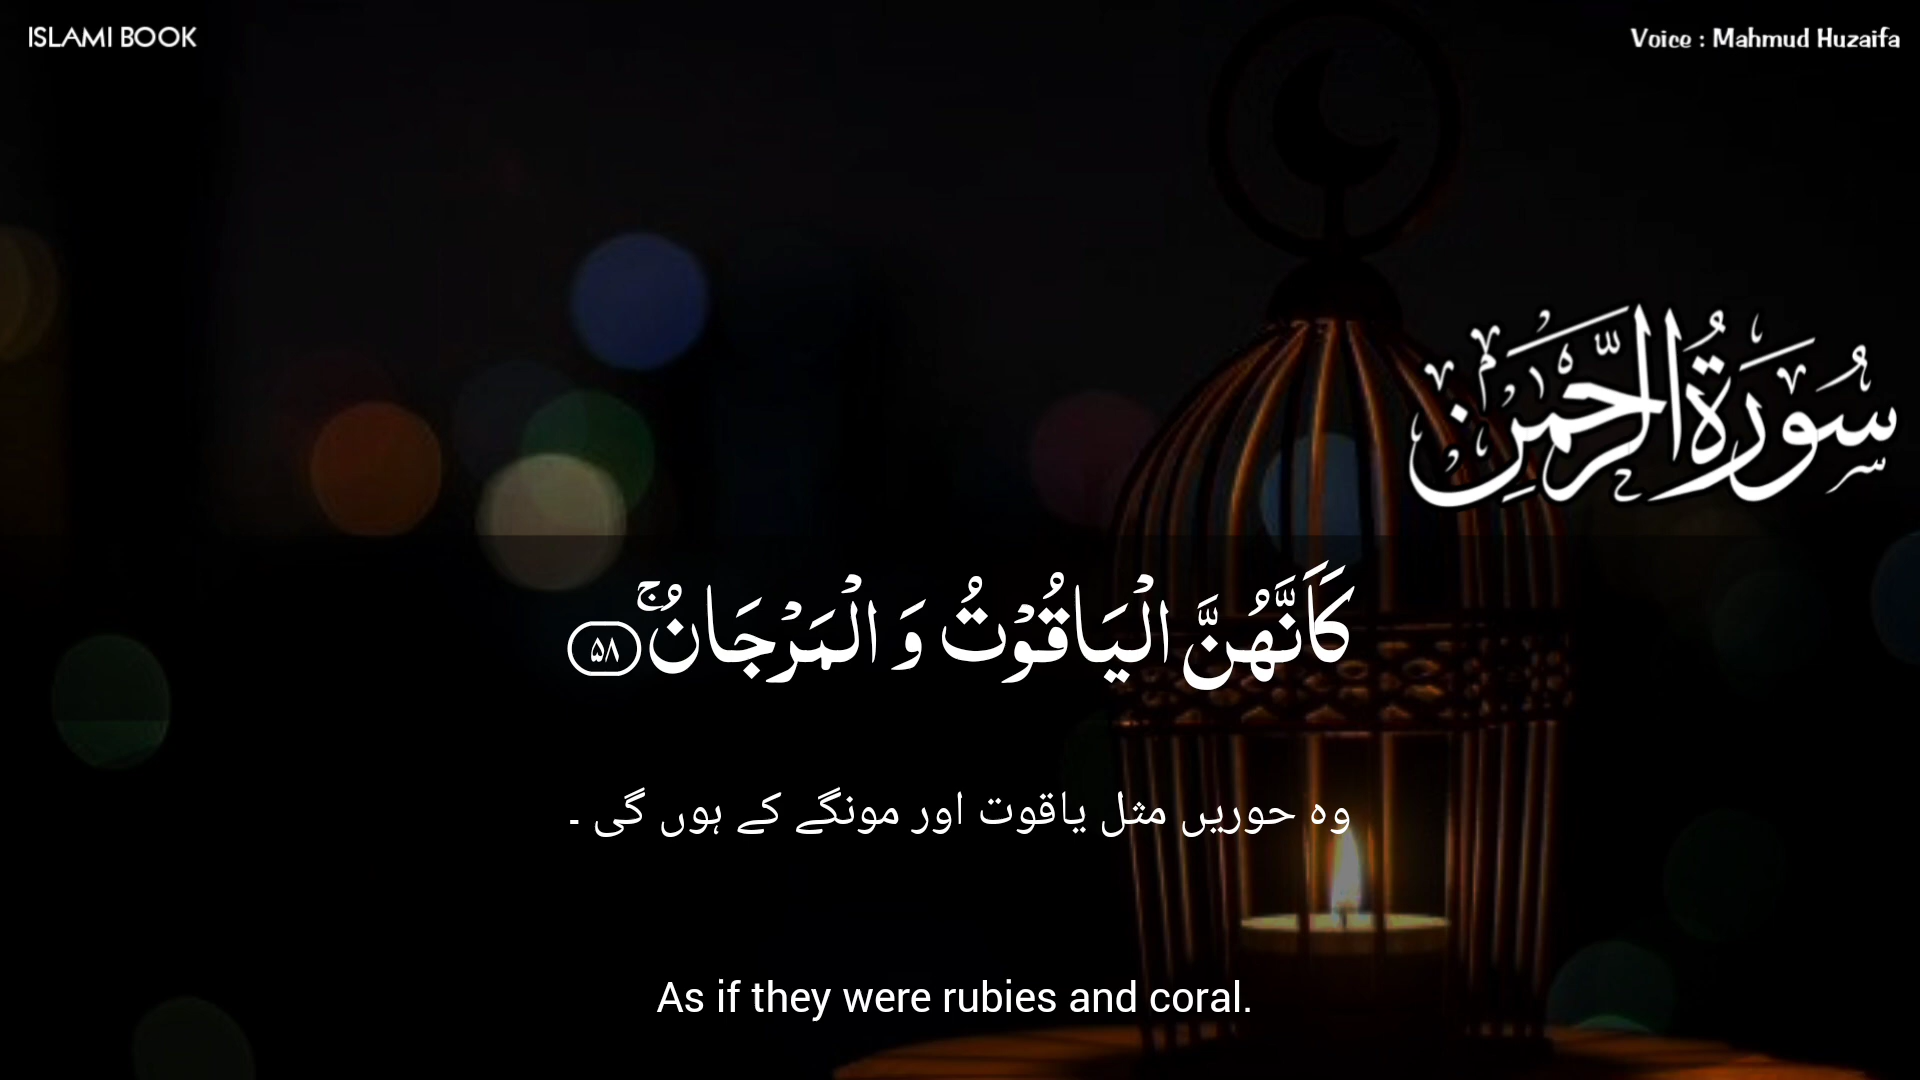 ISLAMI BOOK
Voice : Mahmud Huzaifa
سُورَةُ الرَّحْمٰنِ
كَاَنَّهُنَّ الْيَاقُوْتُ وَ الْمَرْجَانُۚ ۵۸
وہ حوریں مثل یاقوت اور مونگے کے ہوں گی ۔
As if they were rubies and coral.